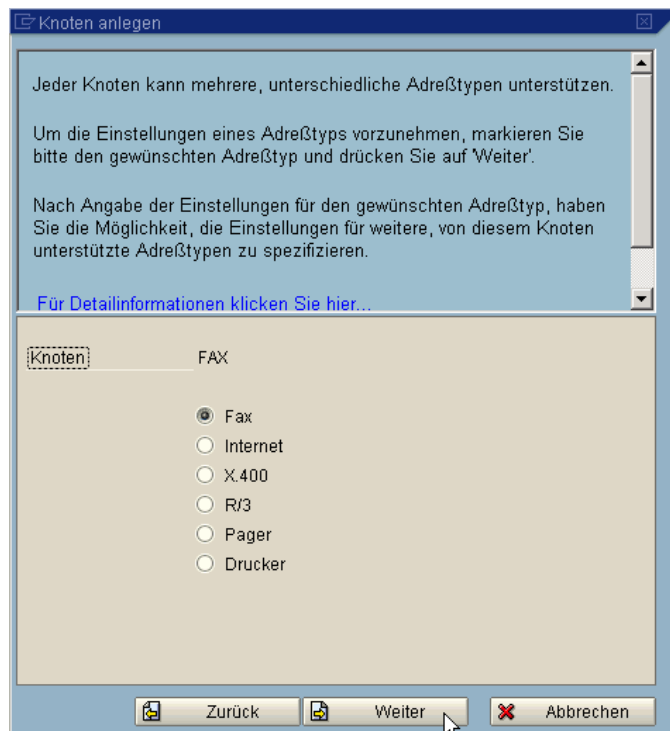 Knoten anlegen
Jeder Knoten kann mehrere, unterschiedliche Adreßtypen unterstützen.
Um die Einstellungen eines Adreßtyps vorzunehmen, markieren Sie
bitte den gewünschten Adreßtyp und drücken Sie auf 'Weiter'.
Nach Angabe der Einstellungen für den gewünschten Adreßtyp, haben
Sie die Möglichkeit, die Einstellungen für weitere, von diesem Knoten
unterstützte Adreßtypen zu spezifizieren.
Für Detailinformationen klicken Sie hier...
Knoten FAX
Fax
Internet
X.400
R/3
Pager
Drucker
Zurück Weiter Abbrechen